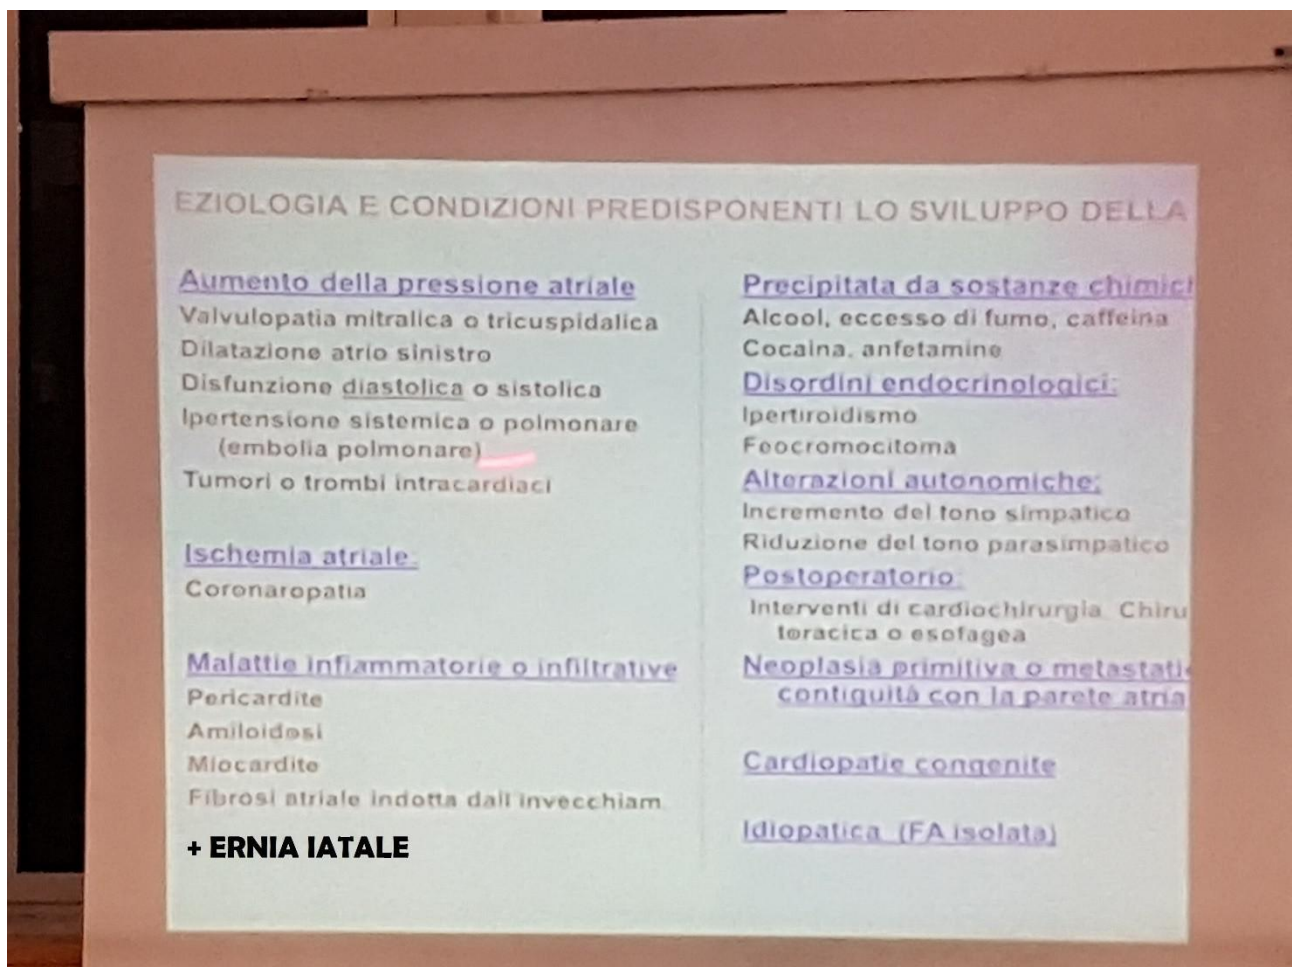 EZIOLOGIA E CONDIZIONI PREDISPONENTI LO SVILUPPO DELLA
Aumento della pressione atriale
Valvulopatia mitralica o tricuspidalica
Dilatazione atrio sinistro
Disfunzione diastolica o sistolica
Ipertensione sistemica o polmonare
(embolia polmonare)
Tumori o trombi intracardiaci
Ischemia atriale:
Coronaropatia
Malattie infiammatorie o infiltrative
Pericardite
Amiloidosi
Miocardite
Fibrosi atriale indotta dall invecchiam
+ ERNIA IATALE
Precipitata da sostanze chimich
Alcool, eccesso di fumo, caffeina
Cocaina, anfetamine
Disordini endocrinologici:
Ipertiroidismo
Feocromocitoma
Alterazioni autonomiche:
Incremento del tono simpatico
Riduzione del tono parasimpatico
Postoperatorio:
Interventi di cardiochirurgia. Chiru
toracica o esofagea
Neoplasia primitiva o metastati
contiguità con la parete atria
Cardiopatie congenite
Idiopatica (FA isolata)